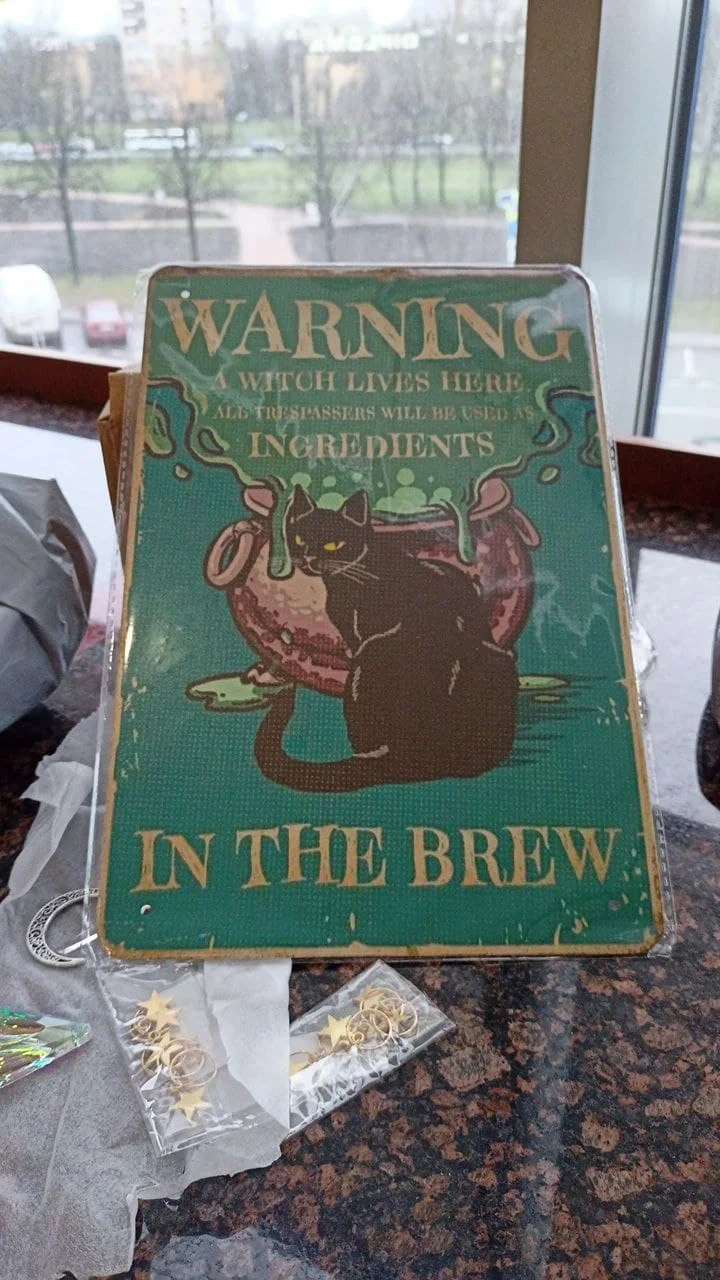 WARNING
A WITCH LIVES HERE
ALL TRESPASSERS WILL BE USED AS
INGREDIENTS
IN THE BREW